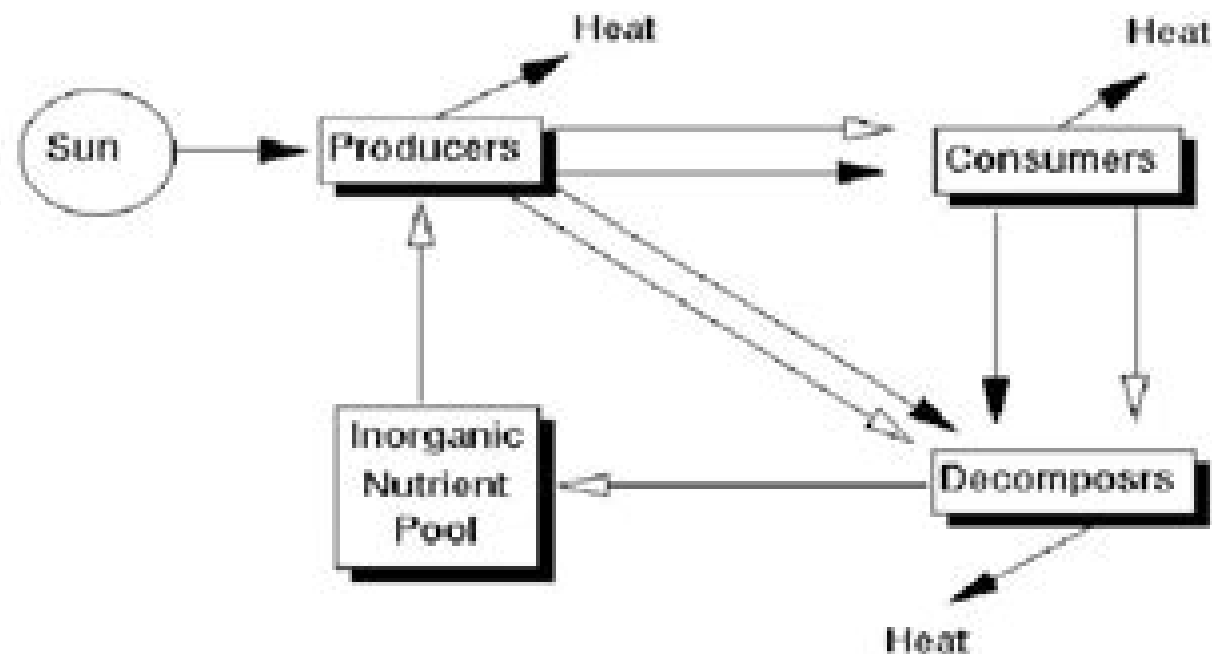 Heat
Heat
Sun
Producers
Consumers
Inorganic
Nutrient
Pool
Decomposrs
Heat